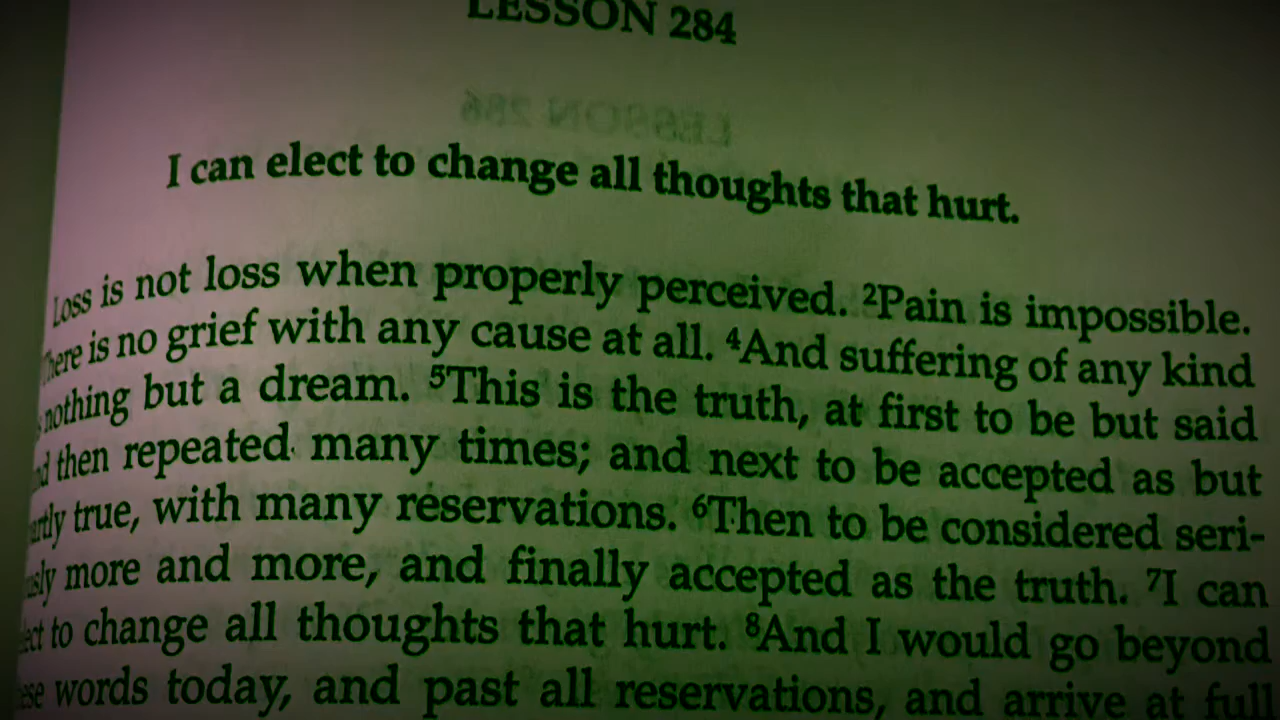 LESSON 284
LESSON 286
I can elect to change all thoughts that hurt.
Loss is not loss when properly perceived. ²Pain is impossible.
There is no grief with any cause at all. ⁴And suffering of any kind
nothing but a dream. ⁵This is the truth, at first to be but said
then repeated many times; and next to be accepted as but
true, with many reservations. ⁶Then to be considered seri-
more and more, and finally accepted as the truth. ⁷I can
to change all thoughts that hurt. ⁸And I would go beyond
words today, and past all reservations, and arrive at full